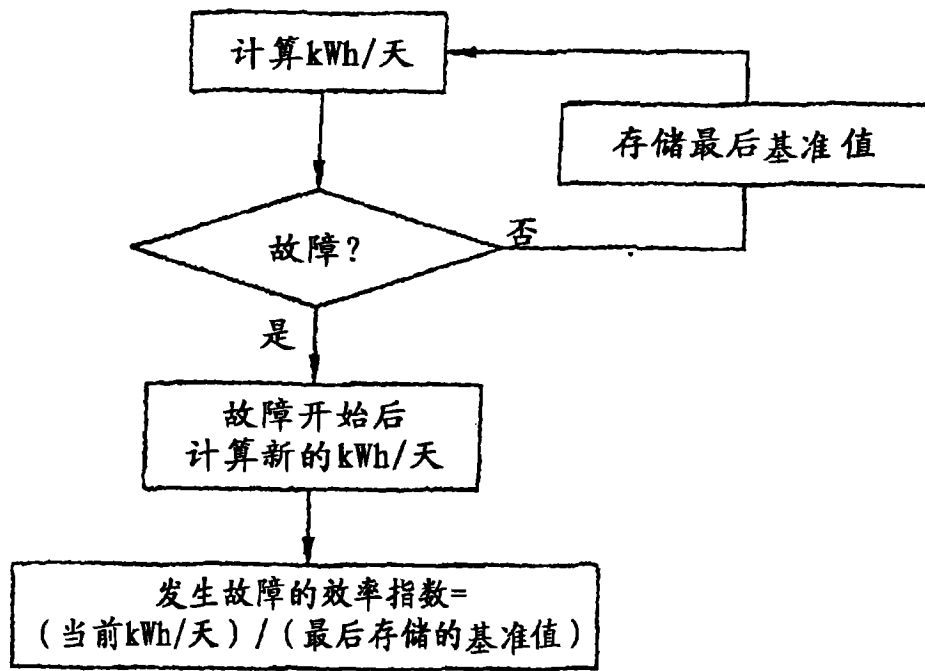 计算kWh/天
存储最后基准值
故障?
否
是
故障开始后
计算新的kWh/天
发生故障的效率指数=
(当前kWh/天)/(最后存储的基准值)